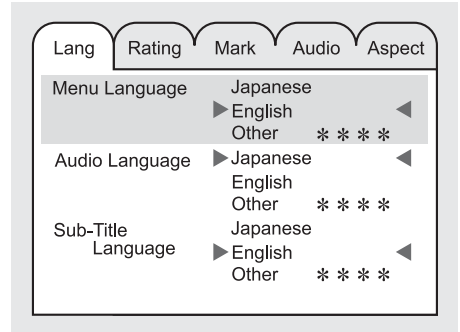 Lang Rating Mark Audio Aspect
Menu Language Japanese
English
Other ＊＊＊＊
Audio Language Japanese
English
Other ＊＊＊＊
Sub-Title Japanese
Language English
Other ＊＊＊＊